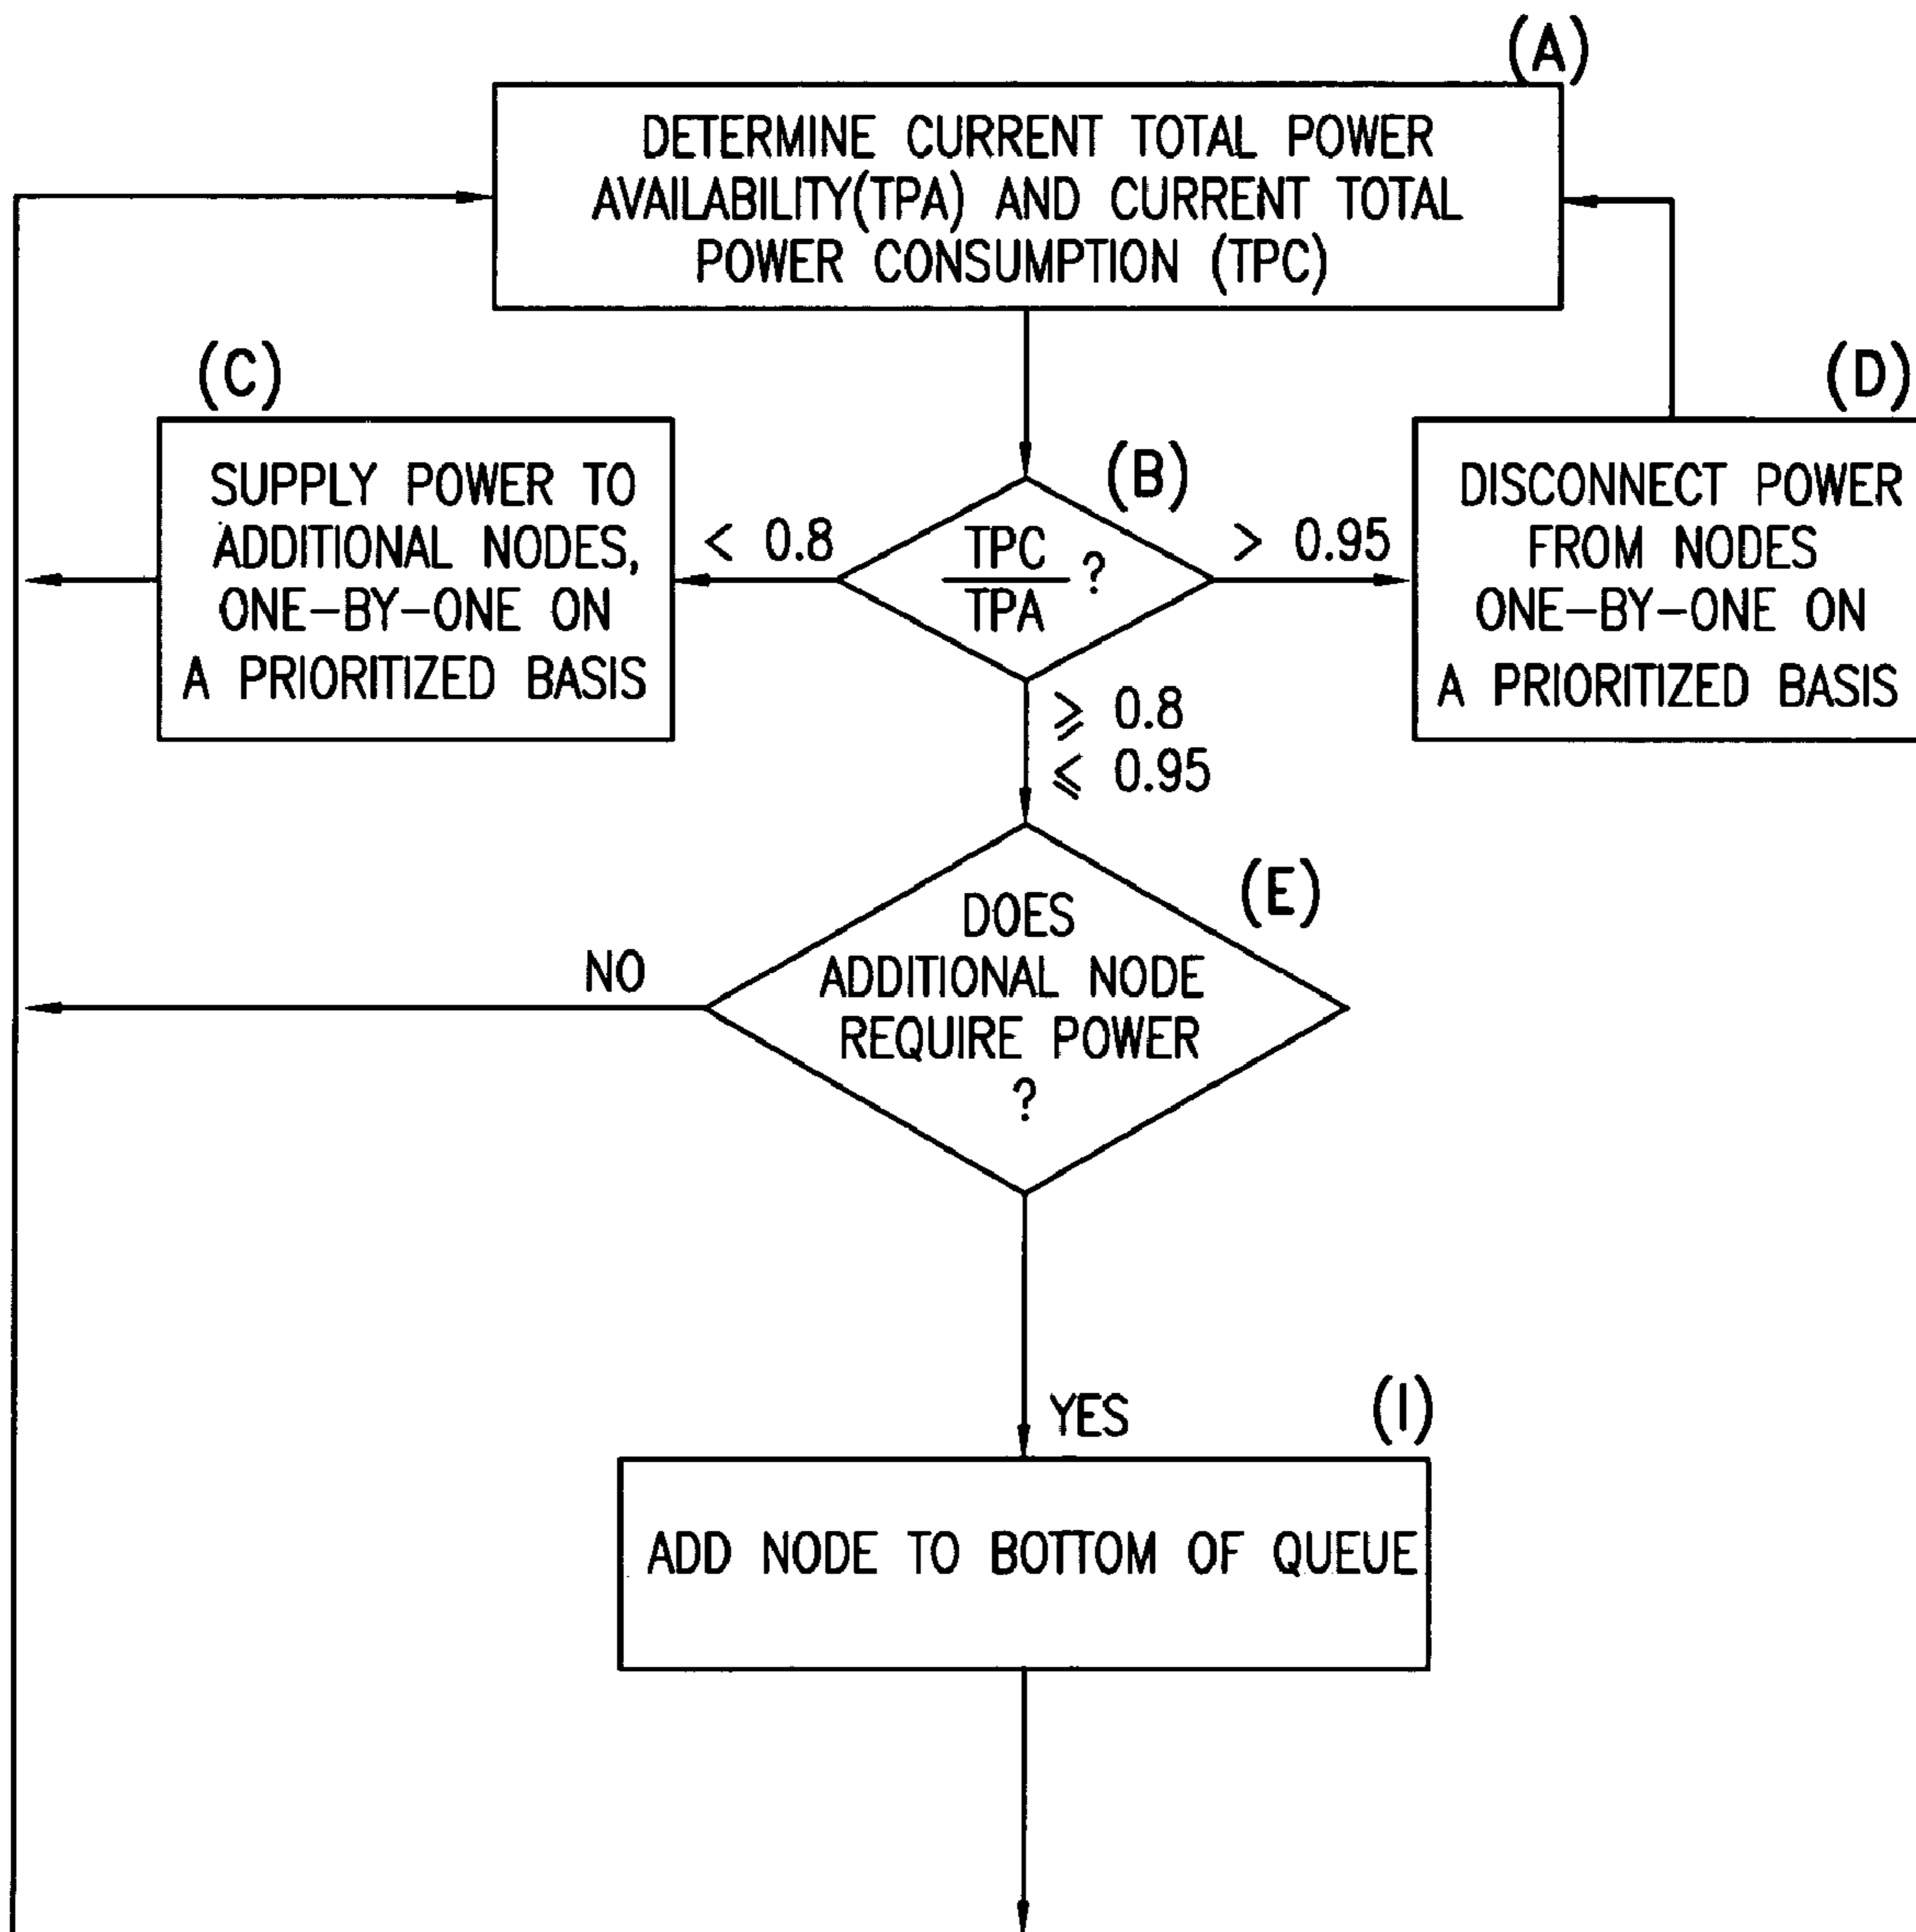 (A)
DETERMINE CURRENT TOTAL POWER
AVAILABILITY(TPA) AND CURRENT TOTAL
POWER CONSUMPTION (TPC)
(C)
SUPPLY POWER TO
ADDITIONAL NODES,
ONE-BY-ONE ON
A PRIORITIZED BASIS
< 0.8
(B)
TPC
TPA
?
> 0.95
(D)
DISCONNECT POWER
FROM NODES
ONE-BY-ONE ON
A PRIORITIZED BASIS
⩾ 0.8
⩽ 0.95
(E)
DOES
ADDITIONAL NODE
REQUIRE POWER
?
NO
YES
(I)
ADD NODE TO BOTTOM OF QUEUE